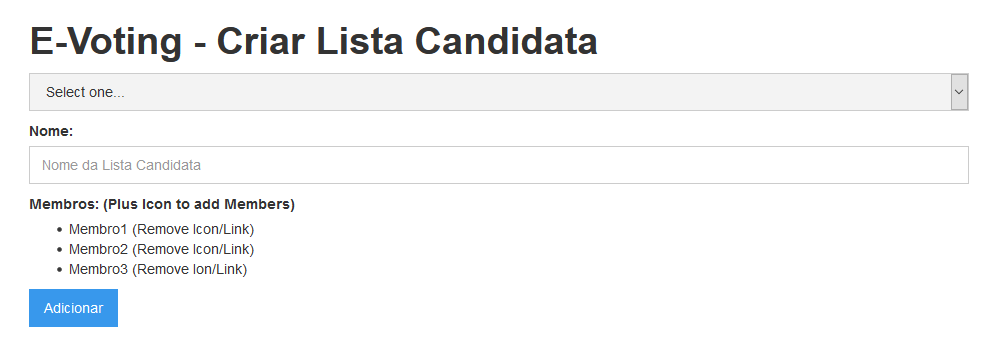 E-Voting - Criar Lista Candidata
Select one...
Nome:
Nome da Lista Candidata
Membros: (Plus Icon to add Members)
Membro1 (Remove Icon/Link)
Membro2 (Remove Icon/Link)
Membro3 (Remove Ion/Link)
Adicionar